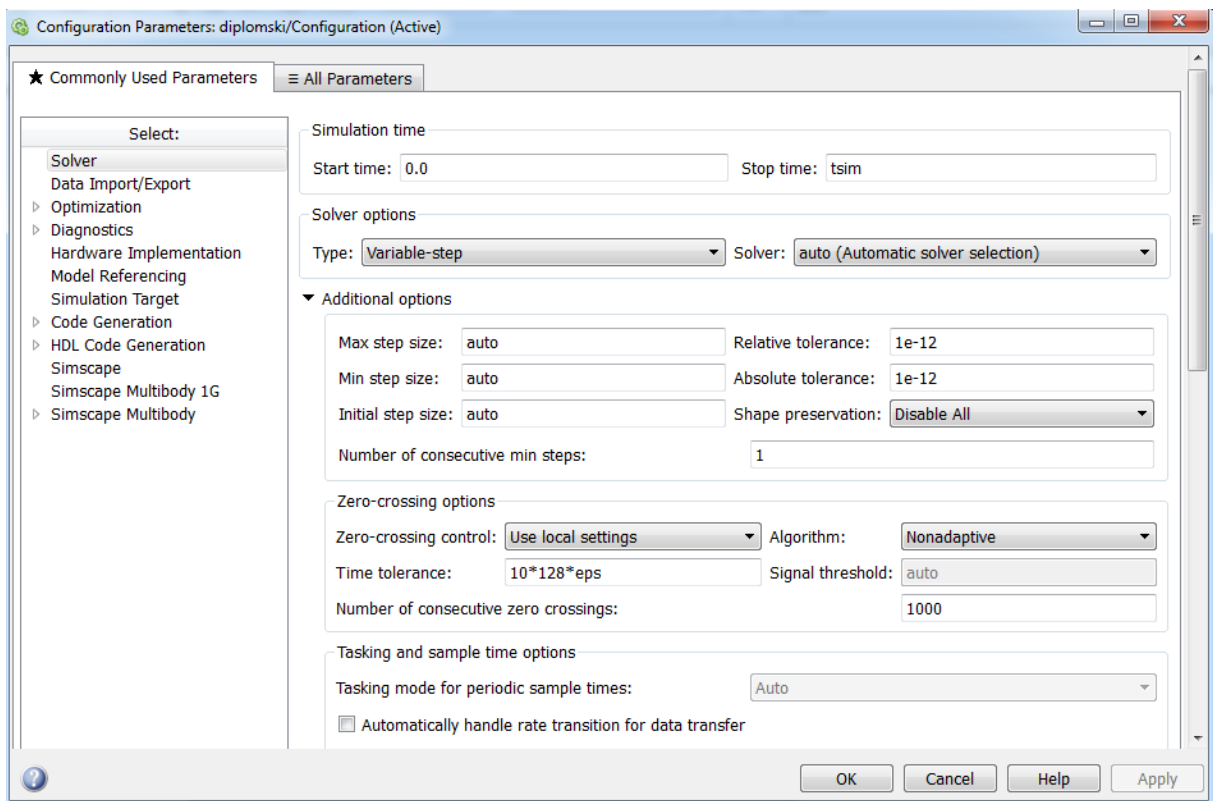 Configuration Parameters: diplomski/Configuration (Active)
★ Commonly Used Parameters
≡ All Parameters
Select:
Solver
Data Import/Export
Optimization
Diagnostics
Hardware Implementation
Model Referencing
Simulation Target
Code Generation
HDL Code Generation
Simscape
Simscape Multibody 1G
Simscape Multibody
Simulation time
Start time: 0.0 Stop time: tsim
Solver options
Type: Variable-step Solver: auto (Automatic solver selection)
Additional options
Max step size: auto Relative tolerance: 1e-12
Min step size: auto Absolute tolerance: 1e-12
Initial step size: auto Shape preservation: Disable All
Number of consecutive min steps: 1
Zero-crossing options
Zero-crossing control: Use local settings Algorithm: Nonadaptive
Time tolerance: 10*128*eps Signal threshold: auto
Number of consecutive zero crossings: 1000
Tasking and sample time options
Tasking mode for periodic sample times: Auto
Automatically handle rate transition for data transfer
OK Cancel Help Apply